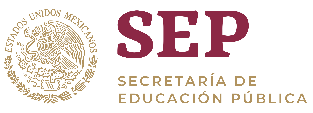 ESTADOS UNIDOS MEXICANOS
SEP
SECRETARÍA DE
EDUCACIÓN PÚBLICA